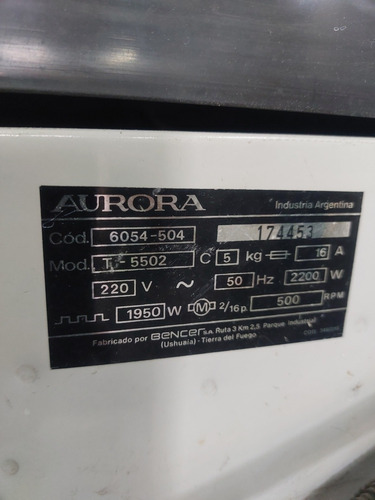 AURORA Industria Argentina
Cód. 6054-504 174453
Mod. T-5502 C 5 kg 16 A
220 V ~ 50 Hz 2200 W
1950 W M 2/16 p. 500 RPM
Fabricado por Bencer s.a. Ruta 3 Km 2,5 Parque Industrial
(Ushuaia) - Tierra del Fuego